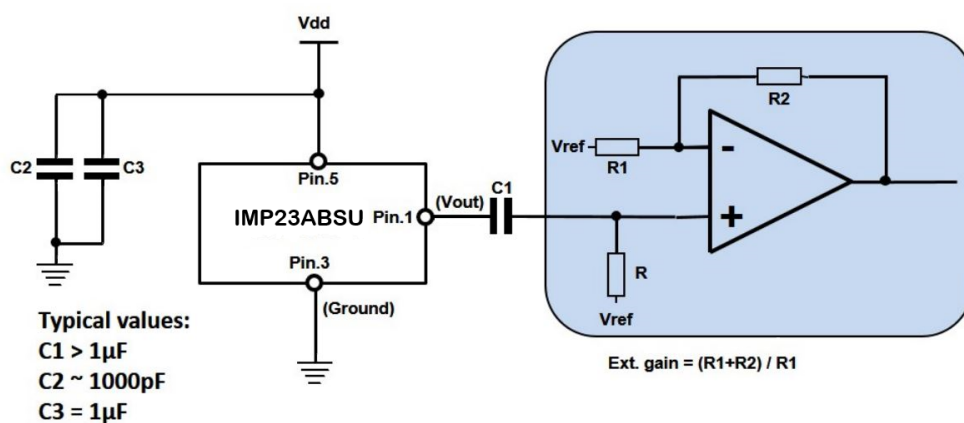 Vdd
C2
C3
Pin.5
IMP23ABSU
Pin.1
(Vout)
C1
Pin.3
(Ground)
Vref
R1
R2
-
+
R
Vref
Typical values:
C1 > 1µF
C2 ~ 1000pF
C3 = 1µF
Ext. gain = (R1+R2) / R1